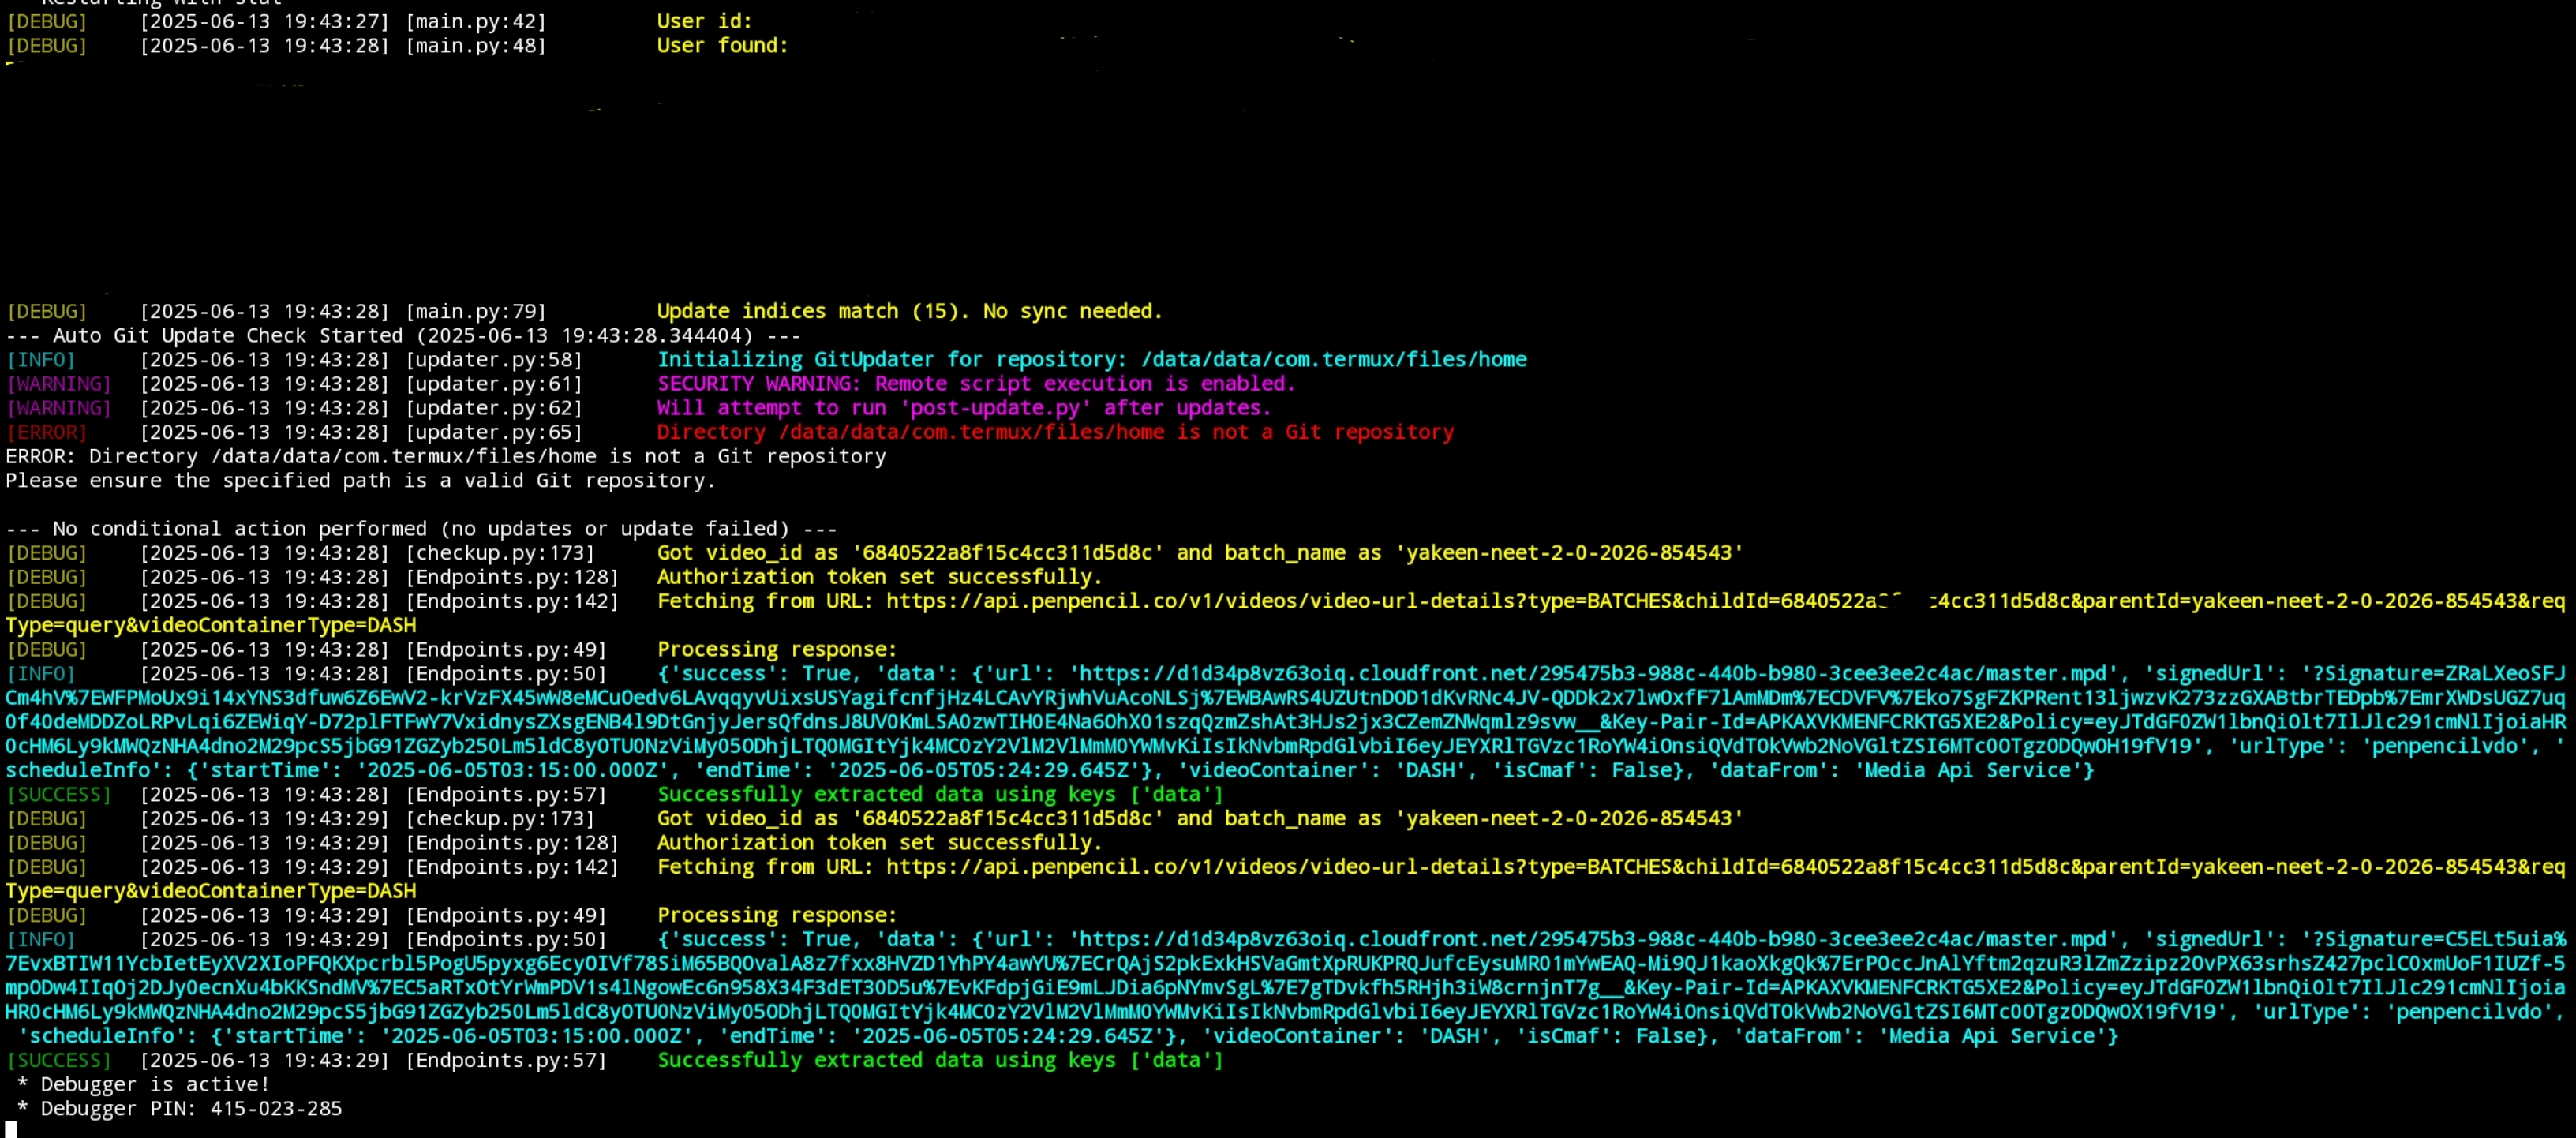 * Restarting with stat
[DEBUG] [2025-06-13 19:43:27] [main.py:42] User id:
[DEBUG] [2025-06-13 19:43:28] [main.py:48] User found:
[DEBUG] [2025-06-13 19:43:28] [main.py:79] Update indices match (15). No sync needed.
--- Auto Git Update Check Started (2025-06-13 19:43:28.344404) ---
[INFO] [2025-06-13 19:43:28] [updater.py:58] Initializing GitUpdater for repository: /data/data/com.termux/files/home
[WARNING] [2025-06-13 19:43:28] [updater.py:61] SECURITY WARNING: Remote script execution is enabled.
[WARNING] [2025-06-13 19:43:28] [updater.py:62] Will attempt to run 'post-update.py' after updates.
[ERROR] [2025-06-13 19:43:28] [updater.py:65] Directory /data/data/com.termux/files/home is not a Git repository
ERROR: Directory /data/data/com.termux/files/home is not a Git repository
Please ensure the specified path is a valid Git repository.
--- No conditional action performed (no updates or update failed) ---
[DEBUG] [2025-06-13 19:43:28] [checkup.py:173] Got video_id as '6840522a8f15c4cc311d5d8c' and batch_name as 'yakeen-neet-2-0-2026-854543'
[DEBUG] [2025-06-13 19:43:28] [Endpoints.py:128] Authorization token set successfully.
[DEBUG] [2025-06-13 19:43:28] [Endpoints.py:142] Fetching from URL: https://api.penpencil.co/v1/videos/video-url-details?type=BATCHES&childId=6840522a c4cc311d5d8c&parentId=yakeen-neet-2-0-2026-854543&req
Type=query&videoContainerType=DASH
[DEBUG] [2025-06-13 19:43:28] [Endpoints.py:49] Processing response:
[INFO] [2025-06-13 19:43:28] [Endpoints.py:50] {'success': True, 'data': {'url': 'https://d1d34p8vz63oiq.cloudfront.net/295475b3-988c-440b-b980-3cee3ee2c4ac/master.mpd', 'signedUrl': '?Signature=ZRaLXeoSFJ
Cm4hV%7EWFPMoUx9i14xYNS3dfuw6Z6EwV2-krVzFX45wW8eMCu0edv6LAvqqyvUixsUSYagifcnfjHz4LCAvYRjwhVuAcoNLSj%7EWBAwRS4UZUtnDOD1dKvRNc4JV-QDDk2x7lwOxfF7lAmMDm%7ECDVFV%7Eko7SgFZKPRent13ljwzvK273zzGXABtbrTEDpb%7EmrXWDsUGZ7uq
0f40deMDDZoLRPvLqi6ZEWiqY-D72plFTFwY7VxidnysZXsgENB4l9DtGnjyJersQfdnsJ8UV0KmLSA0zwTIH0E4Na6OhX01szqQzmZshAt3HJs2jx3CZemZNWqmlz9svw__&Key-Pair-Id=APKAXVKMENFCRKTG5XE2&Policy=eyJTdGF0ZW1lbnQiOlt7IlJlc291cmNlIjoiaHR
0cHM6Ly9kMWQzNHA4dno2M29pcS5jbG91ZGZyb250Lm5ldC8yOTU0NzViMy05ODhjLTQ0MGItYjk4MC0zY2VlM2VlMmM0YWMvKiIsIkNvbmRpdGlvbiI6eyJEYXRlTGVzc1RoYW4iOnsiQVdTOkVwb2NoVGltZSI6MTc0OTgzODQwOH19fV19', 'urlType': 'penpencilvdo', '
scheduleInfo': {'startTime': '2025-06-05T03:15:00.000Z', 'endTime': '2025-06-05T05:24:29.645Z'}, 'videoContainer': 'DASH', 'isCmaf': False}, 'dataFrom': 'Media Api Service'}
[SUCCESS] [2025-06-13 19:43:28] [Endpoints.py:57] Successfully extracted data using keys ['data']
[DEBUG] [2025-06-13 19:43:29] [checkup.py:173] Got video_id as '6840522a8f15c4cc311d5d8c' and batch_name as 'yakeen-neet-2-0-2026-854543'
[DEBUG] [2025-06-13 19:43:29] [Endpoints.py:128] Authorization token set successfully.
[DEBUG] [2025-06-13 19:43:29] [Endpoints.py:142] Fetching from URL: https://api.penpencil.co/v1/videos/video-url-details?type=BATCHES&childId=6840522a8f15c4cc311d5d8c&parentId=yakeen-neet-2-0-2026-854543&req
Type=query&videoContainerType=DASH
[DEBUG] [2025-06-13 19:43:29] [Endpoints.py:49] Processing response:
[INFO] [2025-06-13 19:43:29] [Endpoints.py:50] {'success': True, 'data': {'url': 'https://d1d34p8vz63oiq.cloudfront.net/295475b3-988c-440b-b980-3cee3ee2c4ac/master.mpd', 'signedUrl': '?Signature=C5ELt5uia%
7EvxBTIW11YcbIetEyXV2XIoPFQKXpcrbl5PogU5pyxg6EcyOIVf78SiM65BQ0valA8z7fxx8HVZD1YhPY4awYU%7ECrQAjS2pkExkHSVaGmtXpRUKPRQJufcEysuMR01mYwEAQ-Mi9QJ1kaoXkgQk%7ErPOccJnAlYftm2qzuR3lZmZzipz2OvPX63srhsZ427pclC0xmUoF1IUZf-5
mpODw4IIqOj2DJy0ecnXu4bKKSndMV%7EC5aRTxOtYrWmPDV1s4lNgowEc6n958X34F3dET30D5u%7EvKFdpjGiE9mLJDia6pNYmvSgL%7E7gTDvkfh5RHjh3iW8crnjnT7g__&Key-Pair-Id=APKAXVKMENFCRKTG5XE2&Policy=eyJTdGF0ZW1lbnQiOlt7IlJlc291cmNlIjoia
HR0cHM6Ly9kMWQzNHA4dno2M29pcS5jbG91ZGZyb250Lm5ldC8yOTU0NzViMy05ODhjLTQ0MGItYjk4MC0zY2VlM2VlMmM0YWMvKiIsIkNvbmRpdGlvbiI6eyJEYXRlTGVzc1RoYW4iOnsiQVdTOkVwb2NoVGltZSI6MTc0OTgzODQwOX19fV19', 'urlType': 'penpencilvdo',
'scheduleInfo': {'startTime': '2025-06-05T03:15:00.000Z', 'endTime': '2025-06-05T05:24:29.645Z'}, 'videoContainer': 'DASH', 'isCmaf': False}, 'dataFrom': 'Media Api Service'}
[SUCCESS] [2025-06-13 19:43:29] [Endpoints.py:57] Successfully extracted data using keys ['data']
* Debugger is active!
* Debugger PIN: 415-023-285